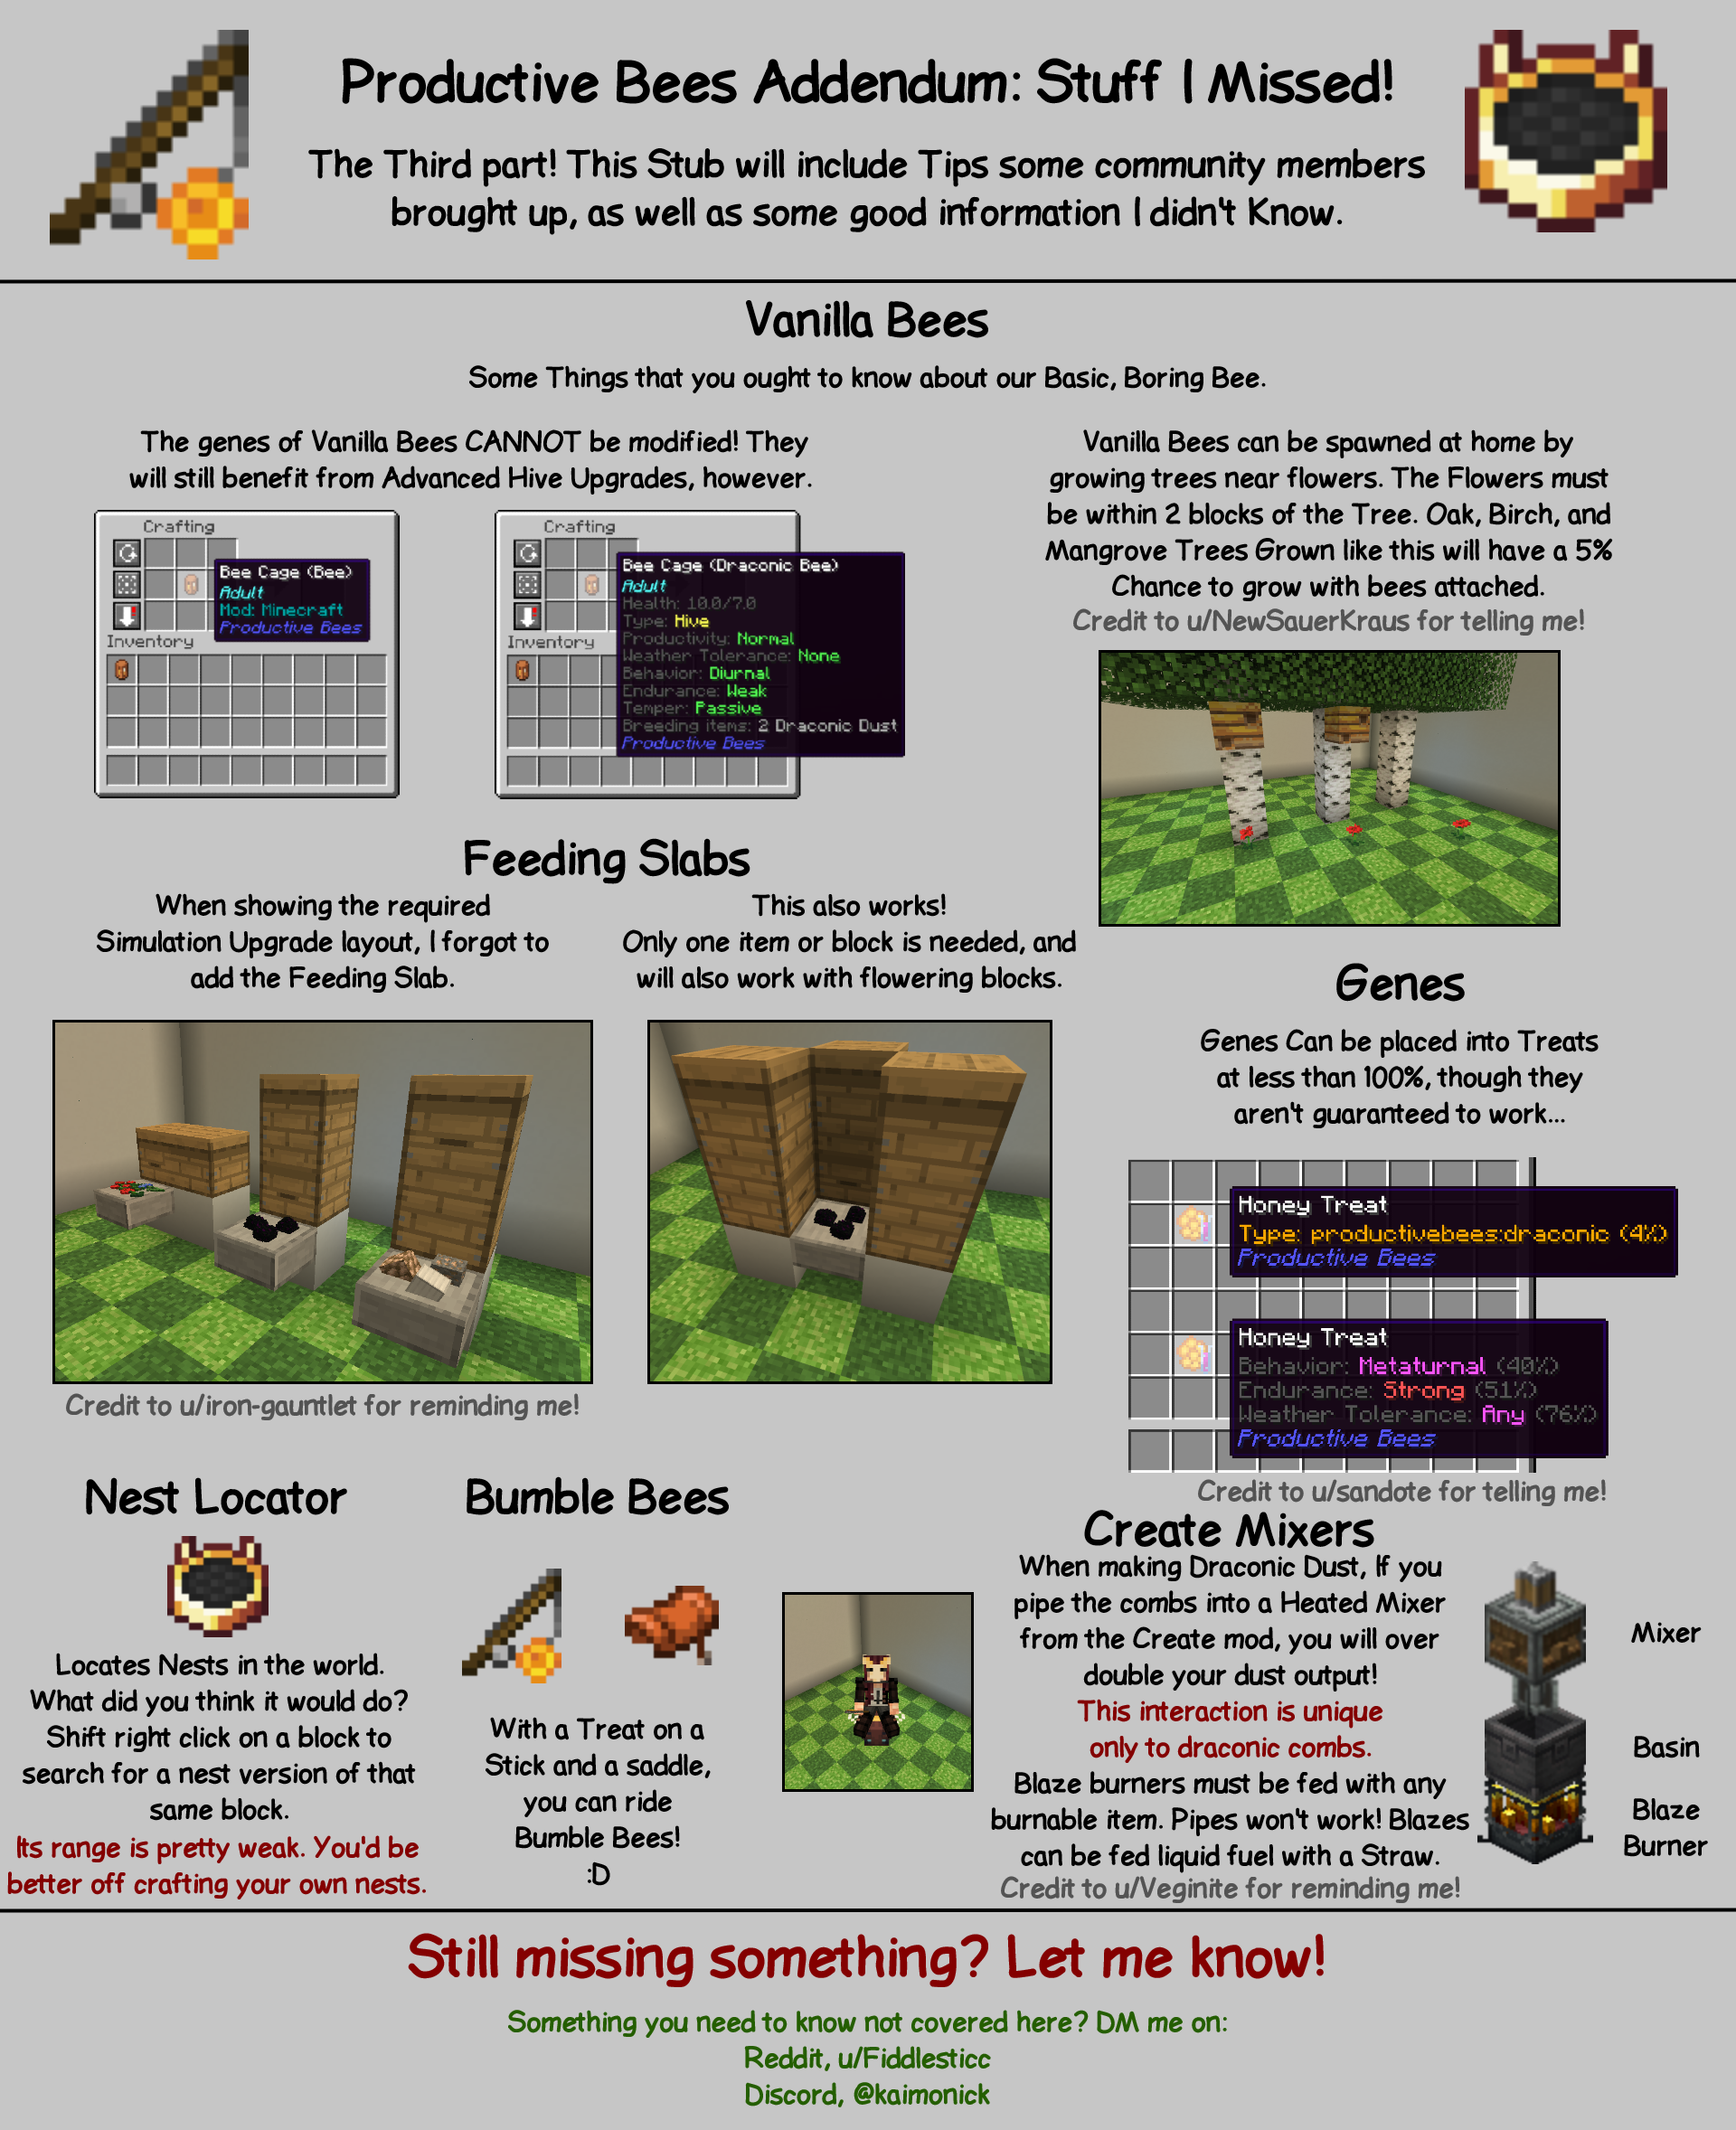 Productive Bees Addendum: Stuff I Missed!
The Third part! This Stub will include Tips some community members
brought up, as well as some good information I didn't Know.
Vanilla Bees
Some Things that you ought to know about our Basic, Boring Bee.
The genes of Vanilla Bees CANNOT be modified! They
will still benefit from Advanced Hive Upgrades, however.
Crafting
Bee Cage (Bee)
Adult
Mod: Minecraft
Productive Bees
Inventory
Crafting
Bee Cage (Draconic Bee)
Adult
Health: 10.0/7.0
Type: Hive
Productivity: Normal
Weather Tolerance: None
Behavior: Diurnal
Endurance: Weak
Temper: Passive
Breeding items: 2 Draconic Dust
Productive Bees
Inventory
Vanilla Bees can be spawned at home by
growing trees near flowers. The Flowers must
be within 2 blocks of the Tree. Oak, Birch, and
Mangrove Trees Grown like this will have a 5%
Chance to grow with bees attached.
Credit to u/NewSauerKraus for telling me!
Feeding Slabs
When showing the required
Simulation Upgrade layout, I forgot to
add the Feeding Slab.
Credit to u/iron-gauntlet for reminding me!
This also works!
Only one item or block is needed, and
will also work with flowering blocks.
Genes
Genes Can be placed into Treats
at less than 100%, though they
aren't guaranteed to work...
Honey Treat
Type: productivebees:draconic (4%)
Productive Bees
Honey Treat
Behavior: Metaturnal (40%)
Endurance: Strong (51%)
Weather Tolerance: Any (76%)
Productive Bees
Credit to u/sandote for telling me!
Nest Locator
Locates Nests in the world.
What did you think it would do?
Shift right click on a block to
search for a nest version of that
same block.
Its range is pretty weak. You'd be
better off crafting your own nests.
Bumble Bees
With a Treat on a
Stick and a saddle,
you can ride
Bumble Bees!
:D
Create Mixers
When making Draconic Dust, If you
pipe the combs into a Heated Mixer
from the Create mod, you will over
double your dust output!
This interaction is unique
only to draconic combs.
Blaze burners must be fed with any
burnable item. Pipes won't work! Blazes
can be fed liquid fuel with a Straw.
Credit to u/Veginite for reminding me!
Mixer
Basin
Blaze
Burner
Still missing something? Let me know!
Something you need to know not covered here? DM me on:
Reddit, u/Fiddlesticc
Discord, @kaimonick